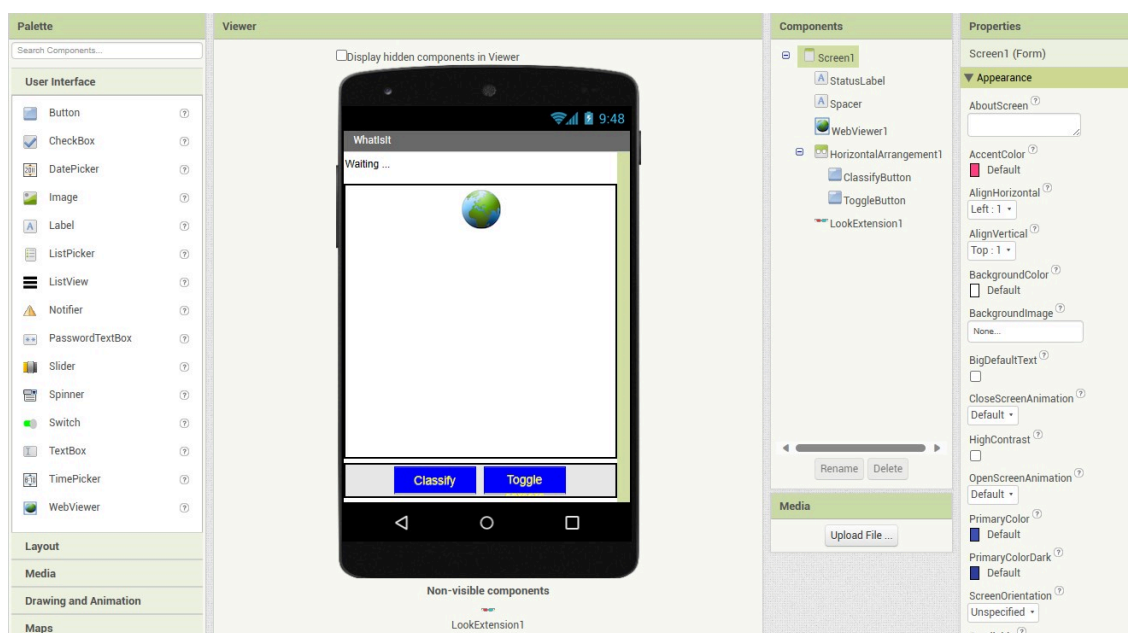 Palette
Search Components...
User Interface
Button
CheckBox
DatePicker
Image
Label
ListPicker
ListView
Notifier
PasswordTextBox
Slider
Spinner
Switch
TextBox
TimePicker
WebViewer
Layout
Media
Drawing and Animation
Maps
Viewer
Display hidden components in Viewer
9:48
WhatIsIt
Waiting ...
Classify Toggle
Non-visible components
LookExtension1
Components
Screen1
StatusLabel
Spacer
WebViewer1
HorizontalArrangement1
ClassifyButton
ToggleButton
LookExtension1
Rename Delete
Media
Upload File ...
Properties
Screen1 (Form)
Appearance
AboutScreen
AccentColor
Default
AlignHorizontal
Left : 1
AlignVertical
Top : 1
BackgroundColor
Default
BackgroundImage
None...
BigDefaultText
CloseScreenAnimation
Default
HighContrast
OpenScreenAnimation
Default
PrimaryColor
Default
PrimaryColorDark
Default
ScreenOrientation
Unspecified